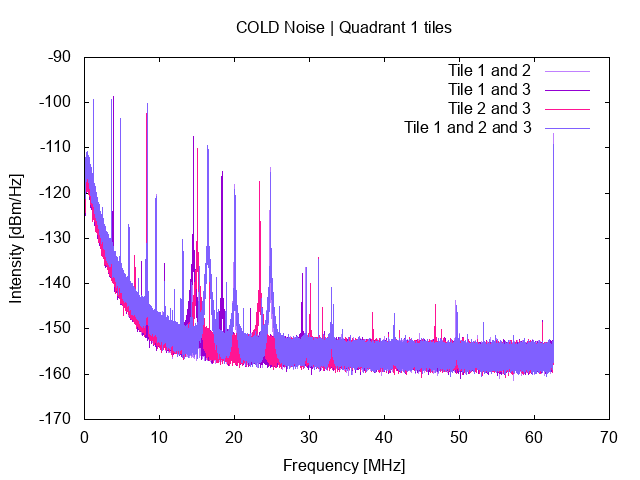 COLD Noise | Quadrant 1 tiles
-90
-100
-110
-120
-130
-140
-150
-160
-170
Intensity [dBm/Hz]
Tile 1 and 2
Tile 1 and 3
Tile 2 and 3
Tile 1 and 2 and 3
0 10 20 30 40 50 60 70
Frequency [MHz]